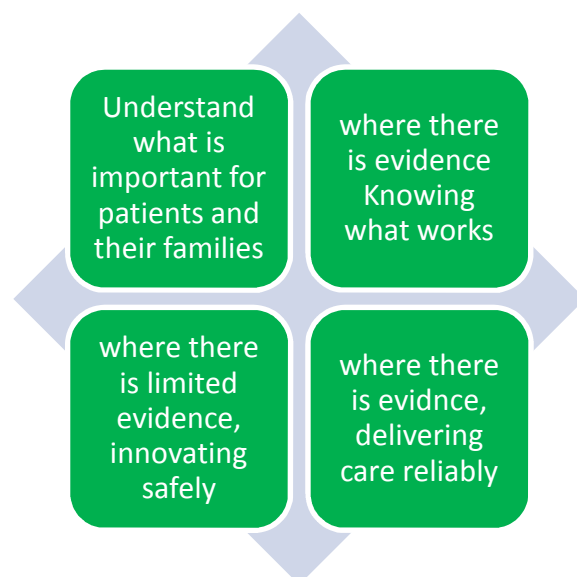 Understand
what is
important for
patients and
their families
where there
is evidence
Knowing
what works
where there
is limited
evidence,
innovating
safely
where there
is evidnce,
delivering
care reliably